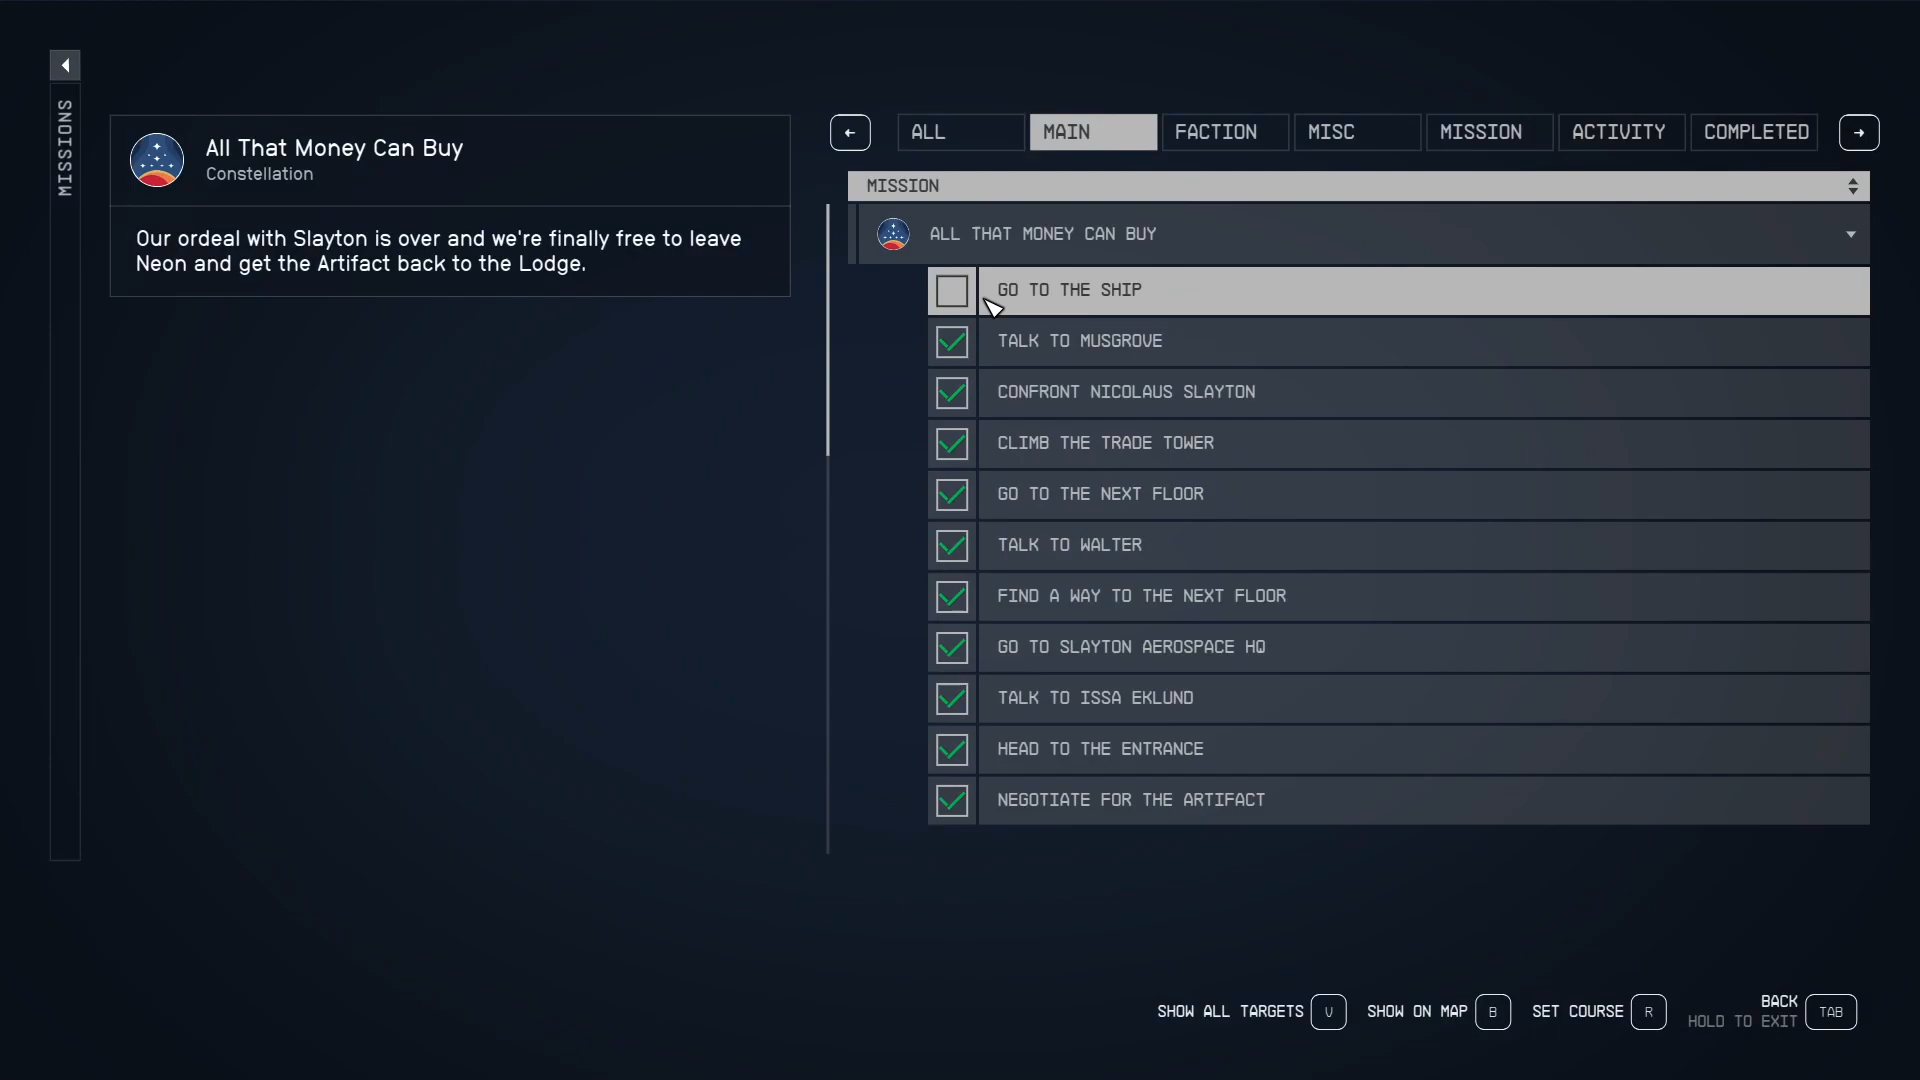 MISSIONS
All That Money Can Buy
Constellation
Our ordeal with Slayton is over and we're finally free to leave
Neon and get the Artifact back to the Lodge.
ALL
MAIN
FACTION
MISC
MISSION
ACTIVITY
COMPLETED
MISSION
ALL THAT MONEY CAN BUY
GO TO THE SHIP
TALK TO MUSGROVE
CONFRONT NICOLAUS SLAYTON
CLIMB THE TRADE TOWER
GO TO THE NEXT FLOOR
TALK TO WALTER
FIND A WAY TO THE NEXT FLOOR
GO TO SLAYTON AEROSPACE HQ
TALK TO ISSA EKLUND
HEAD TO THE ENTRANCE
NEGOTIATE FOR THE ARTIFACT
SHOW ALL TARGETS V
SHOW ON MAP B
SET COURSE R
BACK
HOLD TO EXIT
TAB